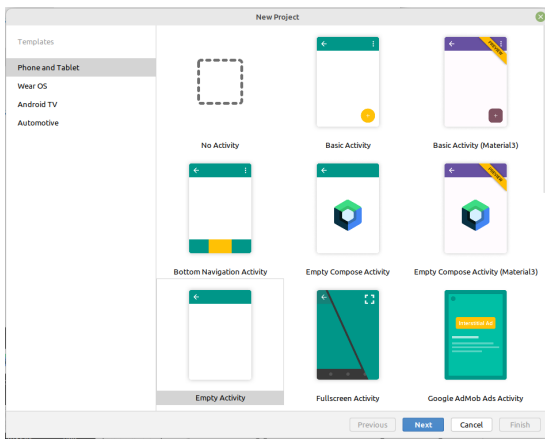 New Project
Templates
Phone and Tablet
Wear OS
Android TV
Automotive
No Activity
Basic Activity
PREVIEW
Basic Activity (Material3)
Bottom Navigation Activity
Empty Compose Activity
PREVIEW
Empty Compose Activity (Material3)
Empty Activity
Fullscreen Activity
Interstitial Ad
Google AdMob Ads Activity
Previous
Next
Cancel
Finish